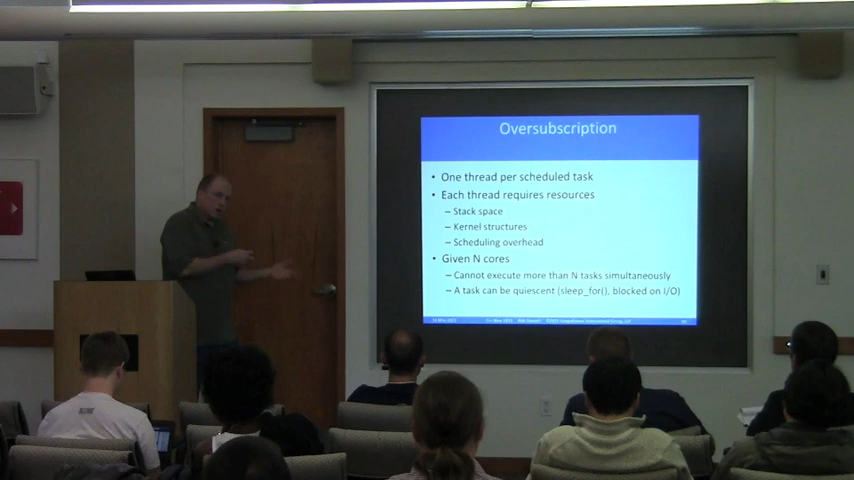 Oversubscription
• One thread per scheduled task
• Each thread requires resources
– Stack space
– Kernel structures
– Scheduling overhead
• Given N cores
– Cannot execute more than N tasks simultaneously
– A task can be quiescent (sleep_for(), blocked on I/O)